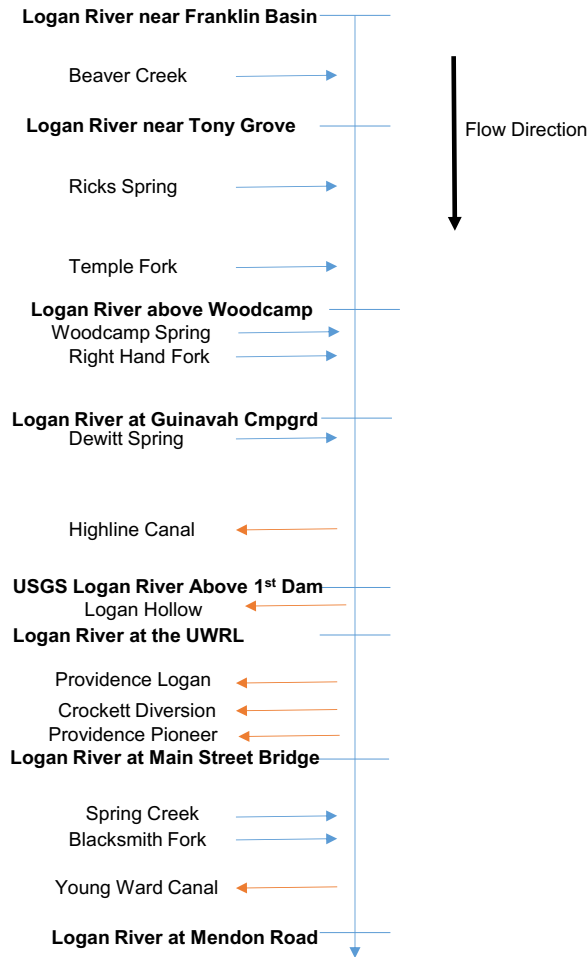 Logan River near Franklin Basin
Beaver Creek
Logan River near Tony Grove
Flow Direction
Ricks Spring
Temple Fork
Logan River above Woodcamp
Woodcamp Spring
Right Hand Fork
Logan River at Guinavah Cmpgrd
Dewitt Spring
Highline Canal
USGS Logan River Above 1st Dam
Logan Hollow
Logan River at the UWRL
Providence Logan
Crockett Diversion
Providence Pioneer
Logan River at Main Street Bridge
Spring Creek
Blacksmith Fork
Young Ward Canal
Logan River at Mendon Road